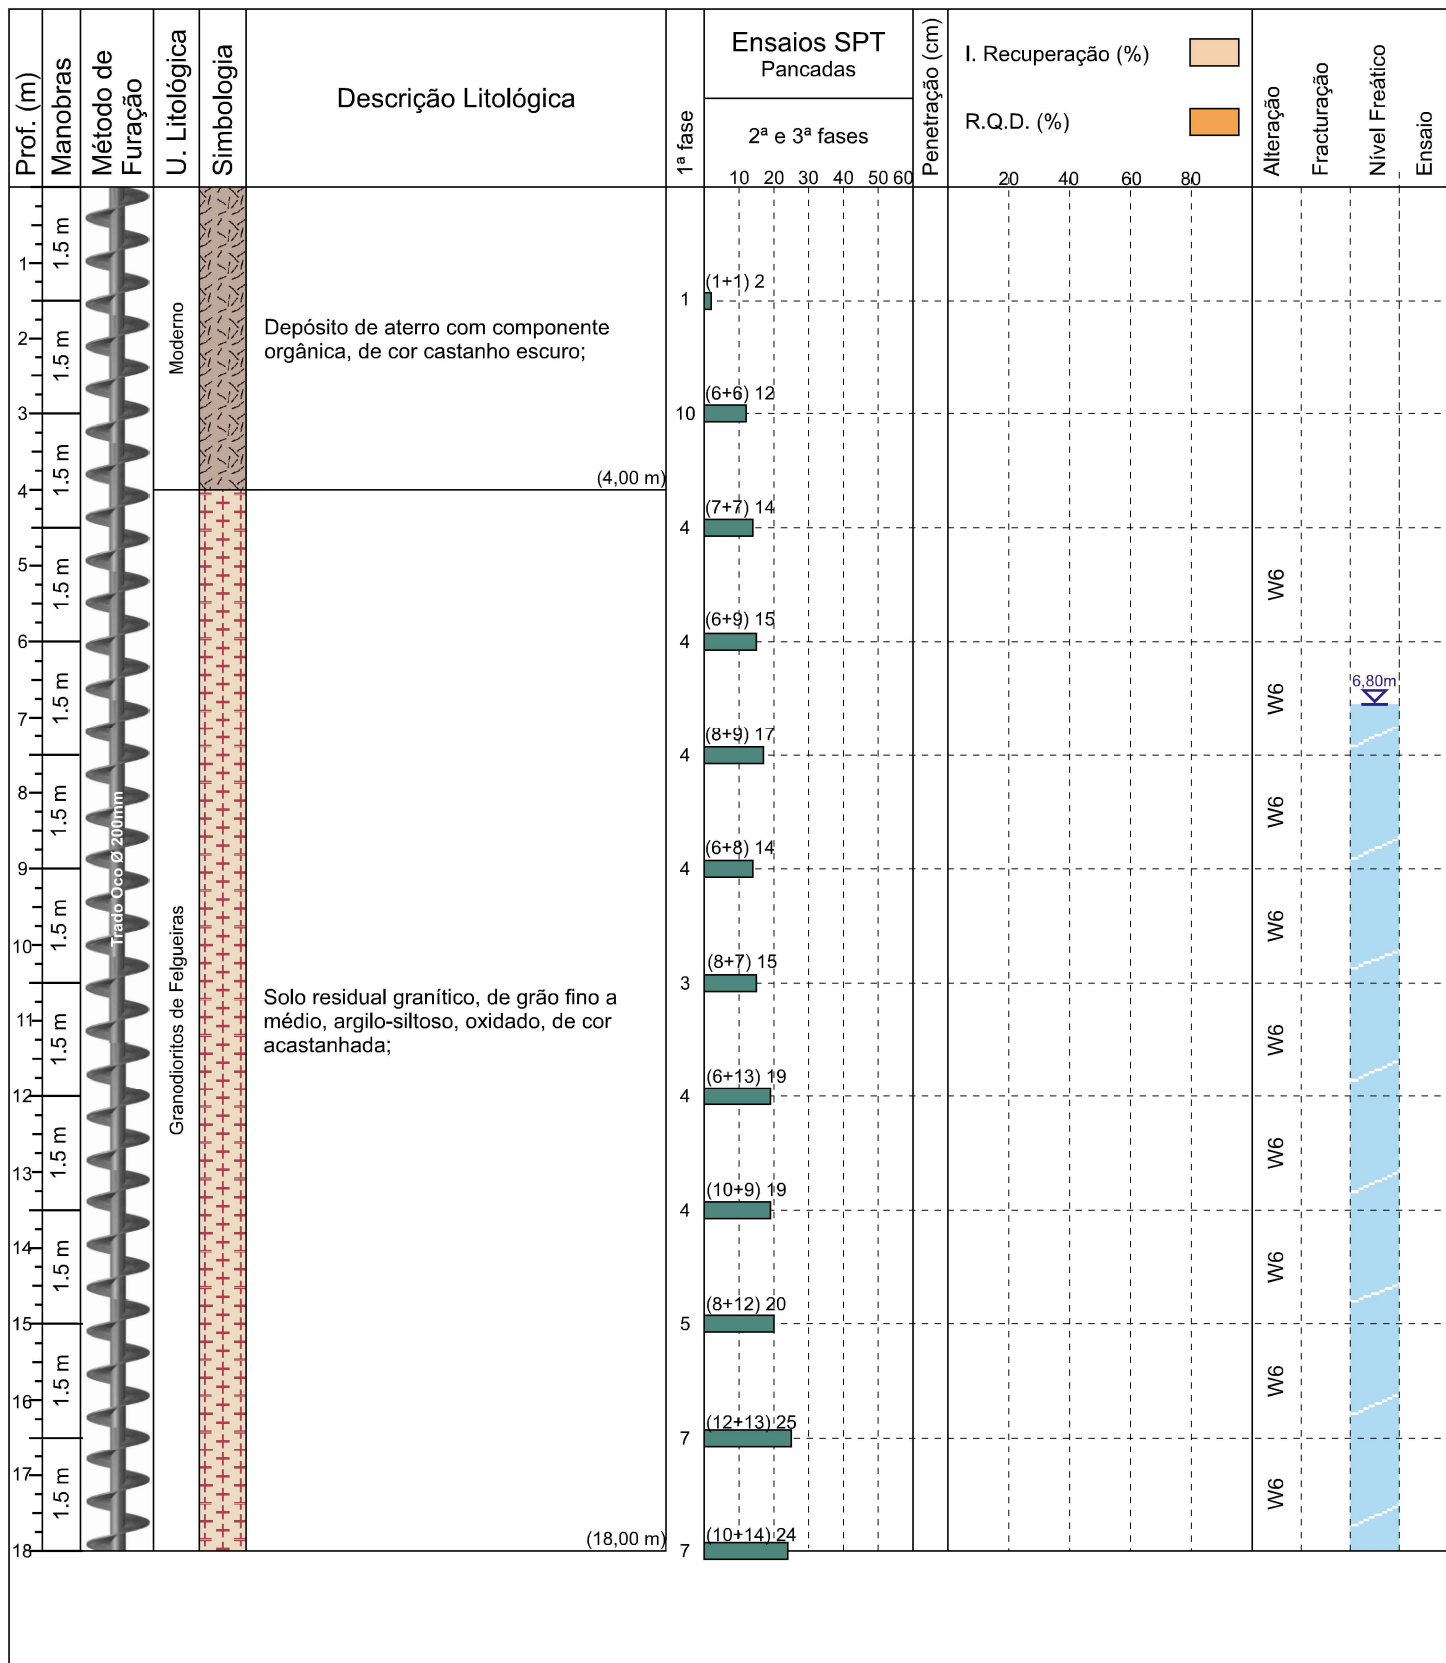 Prof. (m)
Manobras
Método de
Furação
U. Litológica
Simbologia
Descrição Litológica
1ª fase
Ensaios SPT
Pancadas
2ª e 3ª fases
10 20 30 40 50 60
Penetração (cm)
I. Recuperação (%)
R.Q.D. (%)
20 40 60 80
Alteração
Fracturação
Nível Freático
Ensaio
1
2
3
4
5
6
7
8
9
10
11
12
13
14
15
16
17
18
1.5 m
1.5 m
1.5 m
1.5 m
1.5 m
1.5 m
1.5 m
1.5 m
1.5 m
1.5 m
1.5 m
1.5 m
Trado Oco Ø 200mm
Moderno
Granodioritos de Felgueiras
Depósito de aterro com componente
orgânica, de cor castanho escuro;
(4,00 m)
Solo residual granítico, de grão fino a
médio, argilo-siltoso, oxidado, de cor
acastanhada;
(18,00 m)
(1+1) 2
1
(6+6) 12
10
(7+7) 14
4
(6+9) 15
4
(8+9) 17
4
(6+8) 14
4
(8+7) 15
3
(6+13) 19
4
(10+9) 19
4
(8+12) 20
5
(12+13) 25
7
(10+14) 24
7
W6
W6
W6
W6
W6
W6
W6
W6
W6
6,80m